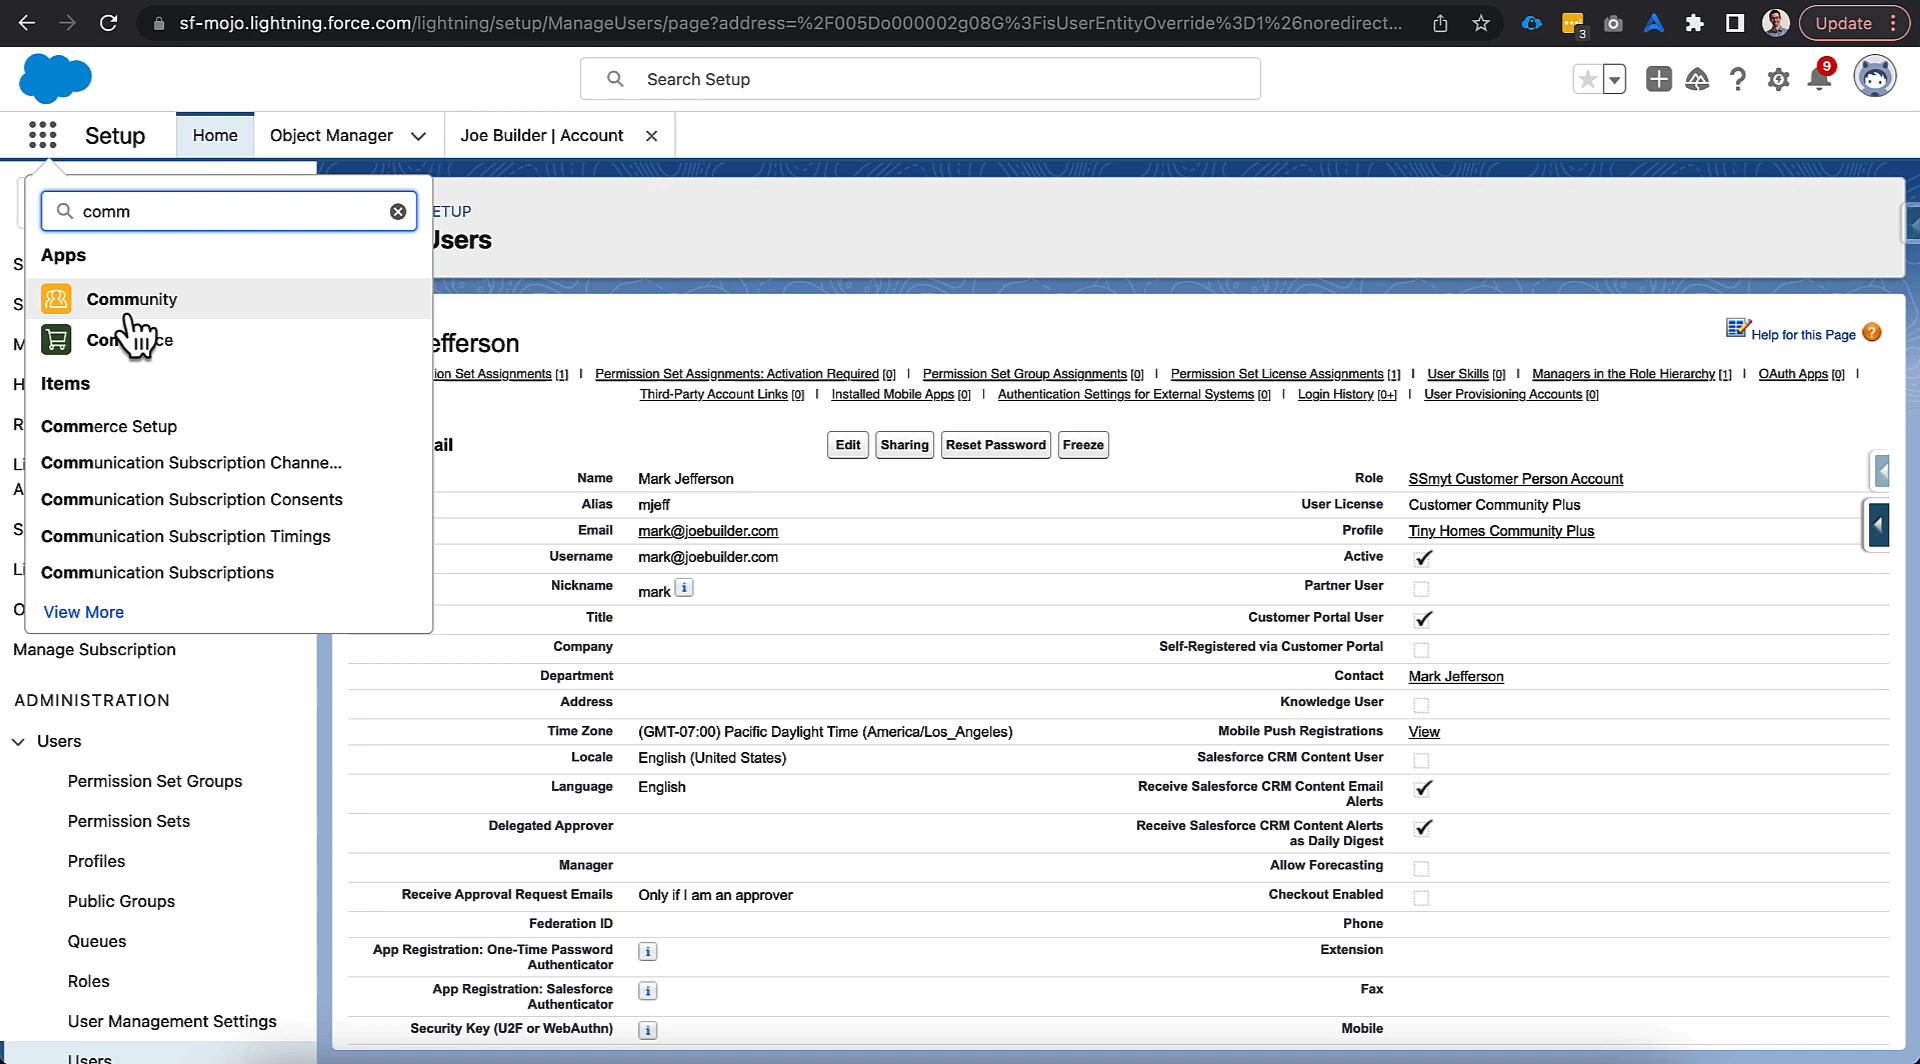 sf-mojo.lightning.force.com/lightning/setup/ManageUsers/page?address=%2F005Do000002g08G%3FisUserEntityOverride%3D1%26noredirect...
3
Update
Search Setup
9
Setup
Home
Object Manager
Joe Builder | Account
comm
Apps
Community
Items
Commerce Setup
Communication Subscription Channe...
Communication Subscription Consents
Communication Subscription Timings
Communication Subscriptions
View More
Manage Subscription
ADMINISTRATION
Users
Permission Set Groups
Permission Sets
Profiles
Public Groups
Queues
Roles
User Management Settings
Users
ETUP
Users
efferson
Help for this Page
ion Set Assignments [1] | Permission Set Assignments: Activation Required [0] | Permission Set Group Assignments [0] | Permission Set License Assignments [1] | User Skills [0] | Managers in the Role Hierarchy [1] | OAuth Apps [0] |
Third-Party Account Links [0] | Installed Mobile Apps [0] | Authentication Settings for External Systems [0] | Login History [0+] | User Provisioning Accounts [0]
ail
Edit Sharing Reset Password Freeze
Name Mark Jefferson Role SSmyt Customer Person Account
Alias mjeff User License Customer Community Plus
Email mark@joebuilder.com Profile Tiny Homes Community Plus
Username mark@joebuilder.com Active
Nickname mark Partner User
Title Customer Portal User
Company Self-Registered via Customer Portal
Department Contact Mark Jefferson
Address Knowledge User
Time Zone (GMT-07:00) Pacific Daylight Time (America/Los_Angeles) Mobile Push Registrations View
Locale English (United States) Salesforce CRM Content User
Language English Receive Salesforce CRM Content Email
Alerts
Delegated Approver Receive Salesforce CRM Content Alerts
as Daily Digest
Manager Allow Forecasting
Receive Approval Request Emails Only if I am an approver Checkout Enabled
Federation ID Phone
App Registration: One-Time Password
Authenticator
Extension
App Registration: Salesforce
Authenticator
Fax
Security Key (U2F or WebAuthn) Mobile